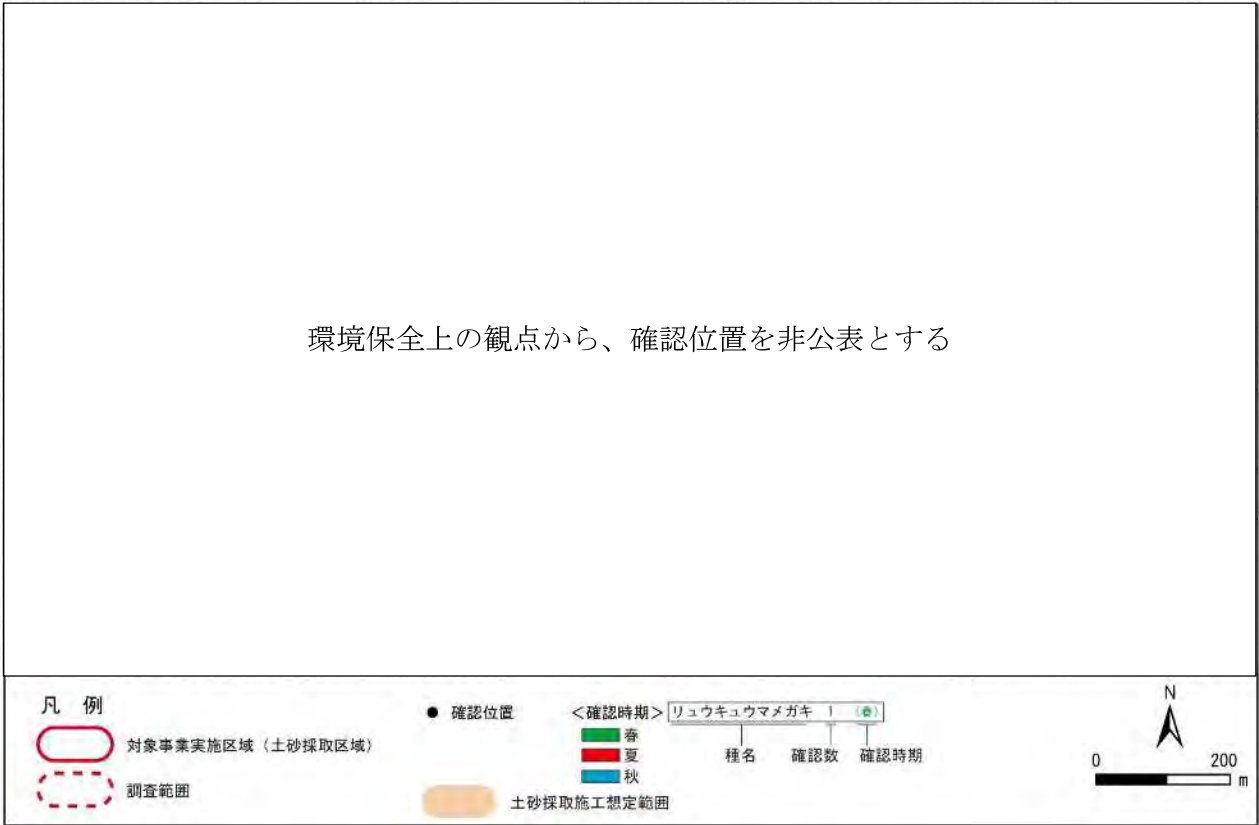 環境保全上の観点から、確認位置を非公表とする
凡 例
対象事業実施区域（土砂採取区域）
調査範囲
● 確認位置
＜確認時期＞
春
夏
秋
リュウキュウマメガキ 1 (春)
種名 確認数 確認時期
土砂採取施工想定範囲
N
0 200
m